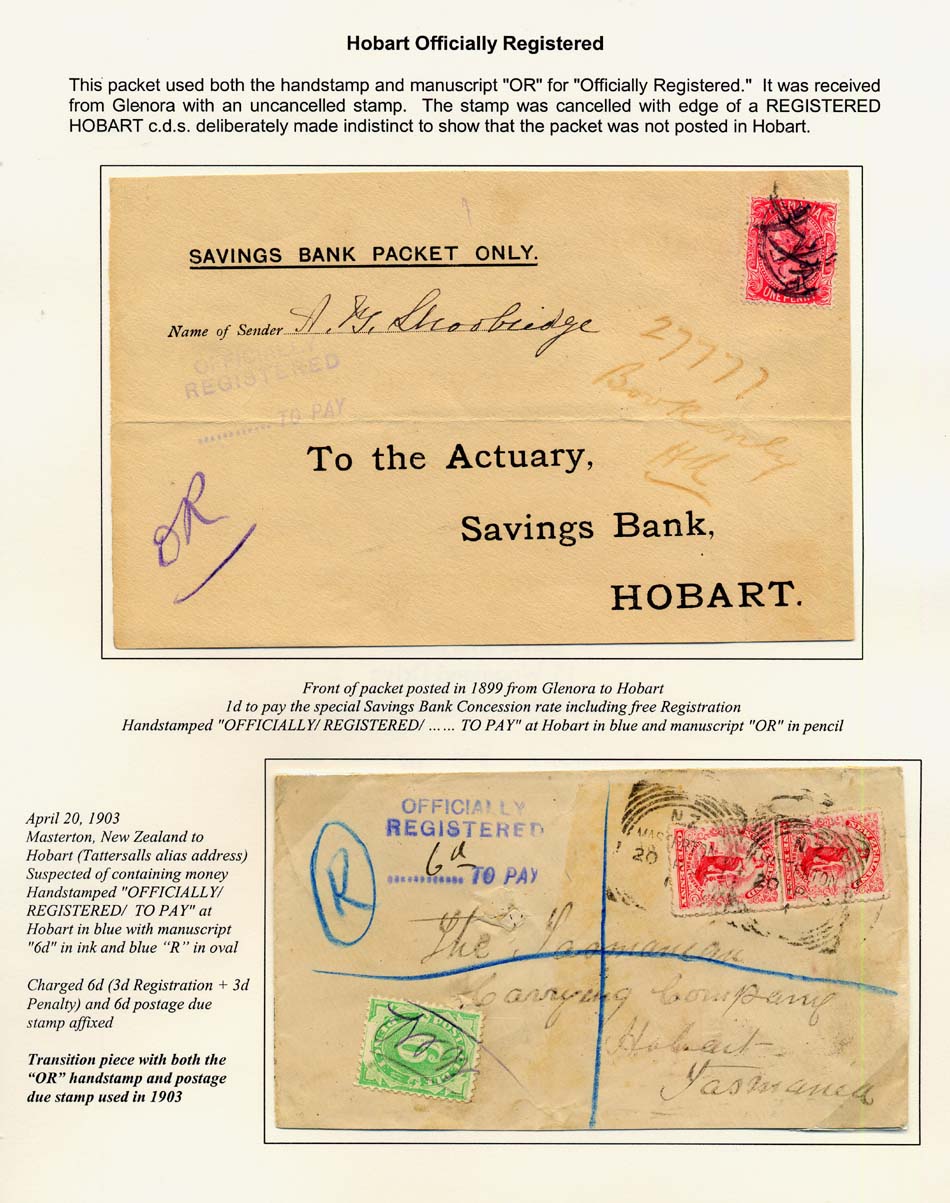 Hobart Officially Registered
This packet used both the handstamp and manuscript "OR" for "Officially Registered." It was received
from Glenora with an uncancelled stamp. The stamp was cancelled with edge of a REGISTERED
HOBART c.d.s. deliberately made indistinct to show that the packet was not posted in Hobart.
SAVINGS BANK PACKET ONLY.
ONE PENNY
Name of Sender A. G. Shoobridge
OFFICIALLY
REGISTERED
............ TO PAY
27777
Book only
To the Actuary,
Savings Bank,
HOBART.
OR
Front of packet posted in 1899 from Glenora to Hobart
1d to pay the special Savings Bank Concession rate including free Registration
Handstamped "OFFICIALLY/ REGISTERED/ …… TO PAY" at Hobart in blue and manuscript "OR" in pencil
April 20, 1903
Masterton, New Zealand to
Hobart (Tattersalls alias address)
Suspected of containing money
Handstamped "OFFICIALLY/
REGISTERED/ TO PAY" at
Hobart in blue with manuscript
"6d" in ink and blue “R” in oval
Charged 6d (3d Registration + 3d
Penalty) and 6d postage due
stamp affixed
Transition piece with both the
“OR” handstamp and postage
due stamp used in 1903
R
OFFICIALLY
REGISTERED
6d
............ TO PAY
N.Z
20
20
The Tasmanian
Carrying Company
Hobart
Tasmania